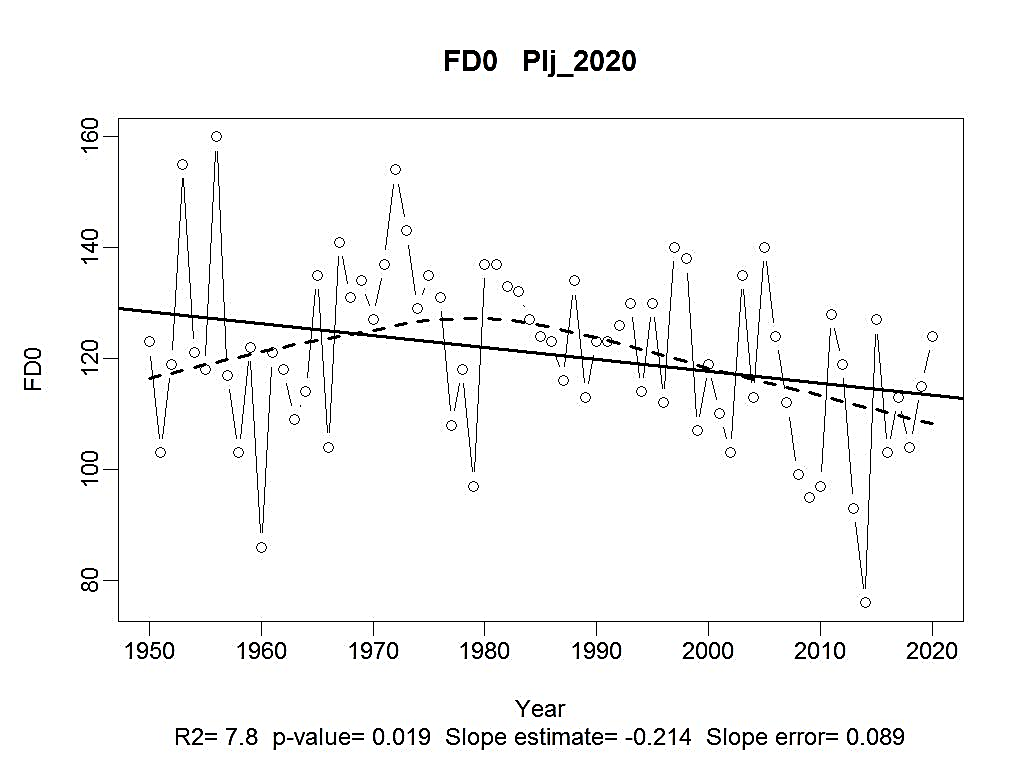 FD0 Plj_2020
160
140
120
100
80
FD0
1950 1960 1970 1980 1990 2000 2010 2020
Year
R2= 7.8 p-value= 0.019 Slope estimate= -0.214 Slope error= 0.089